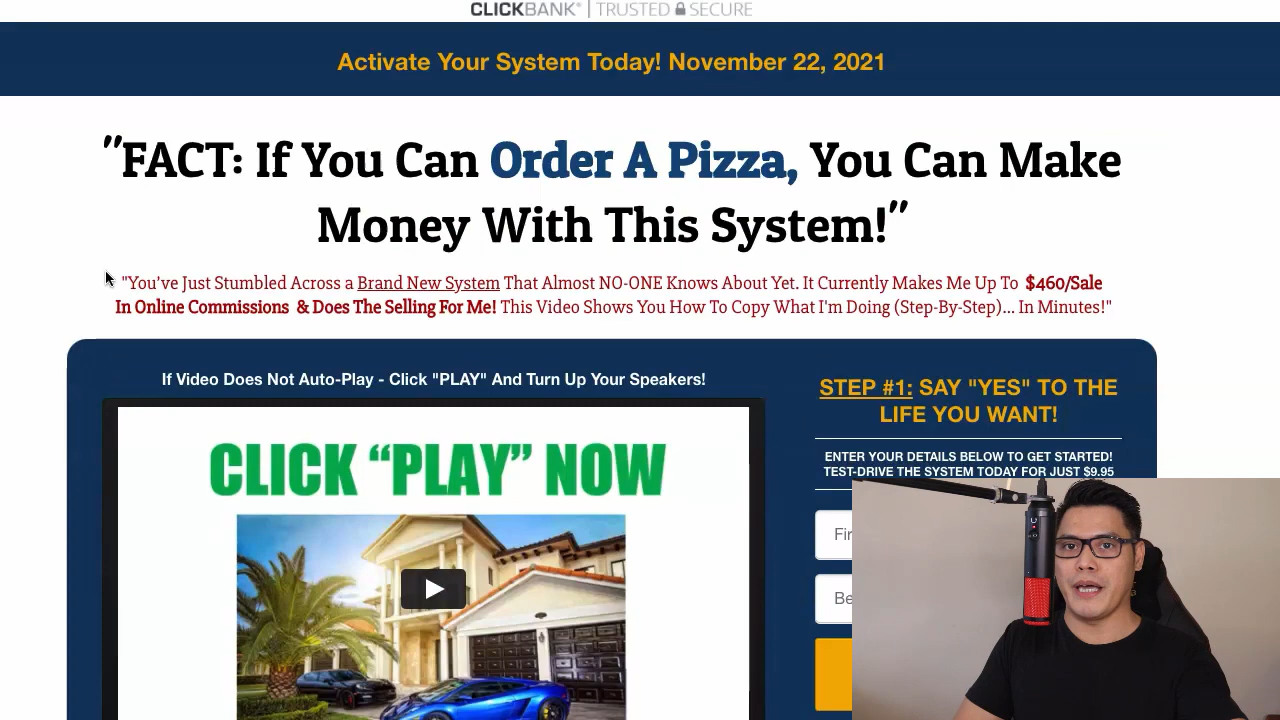 CLICKBANK® | TRUSTED SECURE
Activate Your System Today! November 22, 2021
"FACT: If You Can Order A Pizza, You Can Make
Money With This System!"
"You've Just Stumbled Across a Brand New System That Almost NO-ONE Knows About Yet. It Currently Makes Me Up To $460/Sale
In Online Commissions & Does The Selling For Me! This Video Shows You How To Copy What I'm Doing (Step-By-Step)... In Minutes!"
If Video Does Not Auto-Play - Click "PLAY" And Turn Up Your Speakers!
CLICK “PLAY” NOW
STEP #1: SAY "YES" TO THE
LIFE YOU WANT!
ENTER YOUR DETAILS BELOW TO GET STARTED!
TEST-DRIVE THE SYSTEM TODAY FOR JUST $9.95